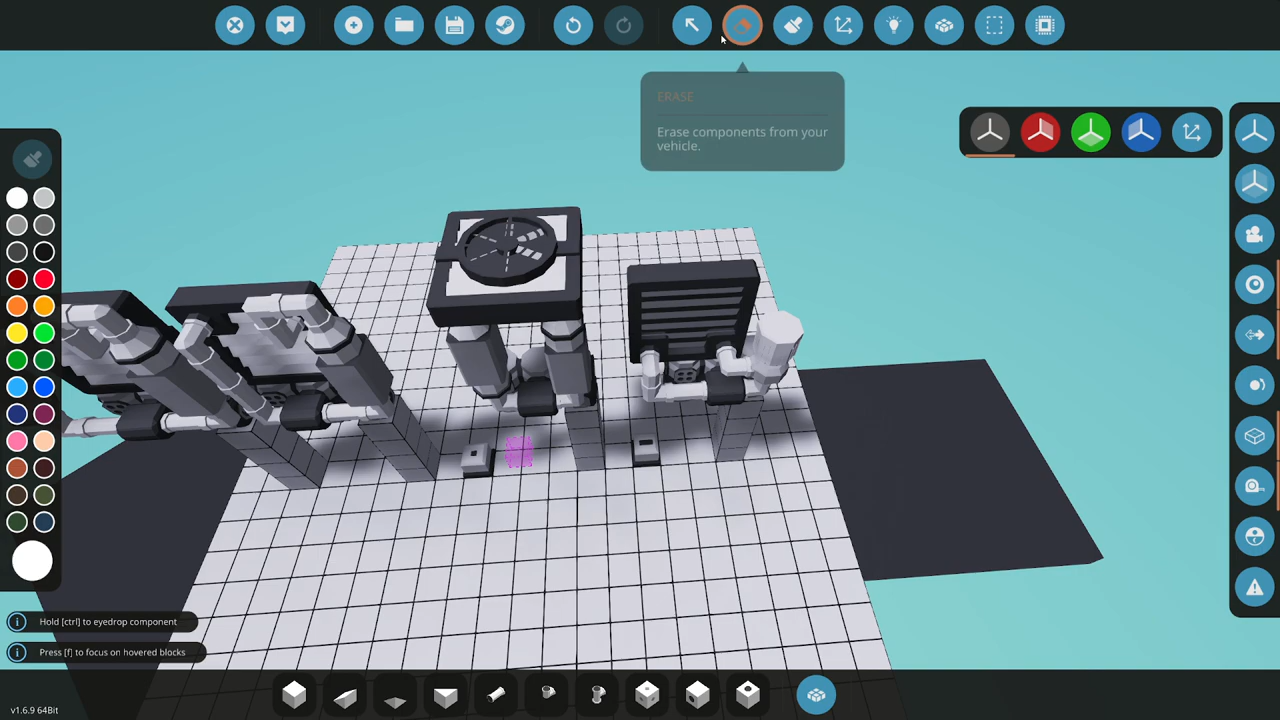 ERASE
Erase components from your
vehicle.
Hold [ctrl] to eyedrop component
Press [f] to focus on hovered blocks
v1.6.9 64Bit